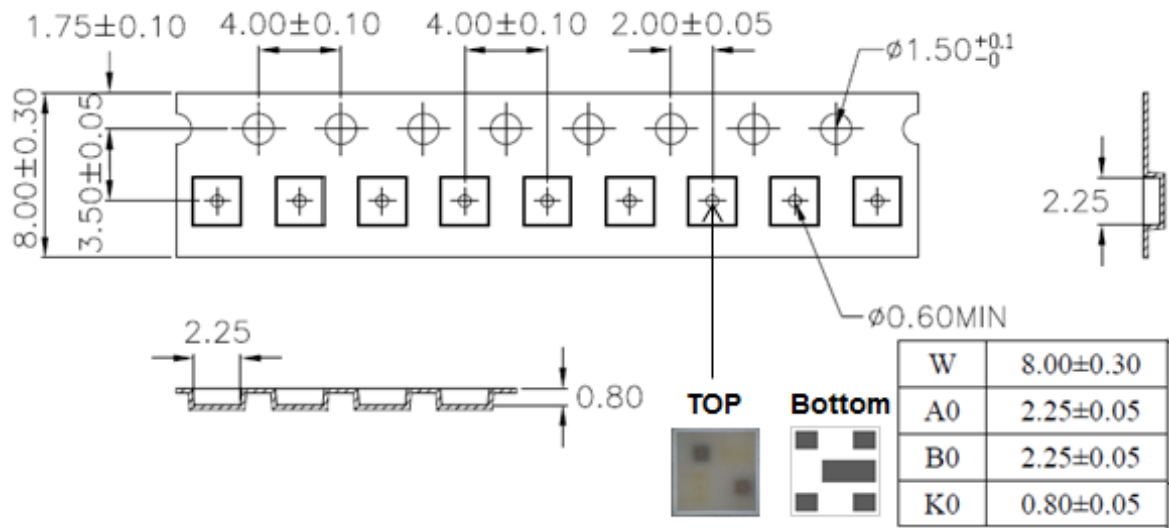 1.75±0.10
4.00±0.10
4.00±0.10
2.00±0.05
ø1.50+0.1 -0
8.00±0.30
3.50±0.05
2.25
ø0.60MIN
2.25
0.80
TOP
Bottom
W 8.00±0.30
A0 2.25±0.05
B0 2.25±0.05
K0 0.80±0.05